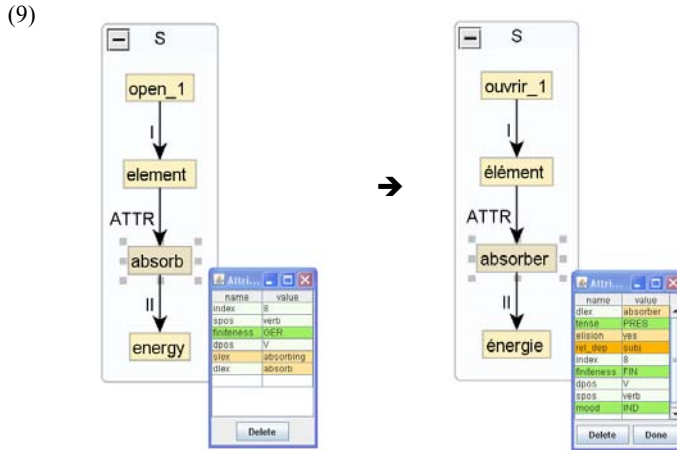 (9)
S
open_1
I
element
ATTR
absorb
II
energy
Attri...
name value
index 8
spos verb
finiteness GER
dpos V
slex absorbing
dlex absorb
Delete
➔
S
ouvrir_1
I
élément
ATTR
absorber
II
énergie
Attri...
name value
dlex absorber
tense PRES
elision yes
rel_dep subj
index 8
finiteness FIN
dpos V
spos verb
mood IND
Delete Done